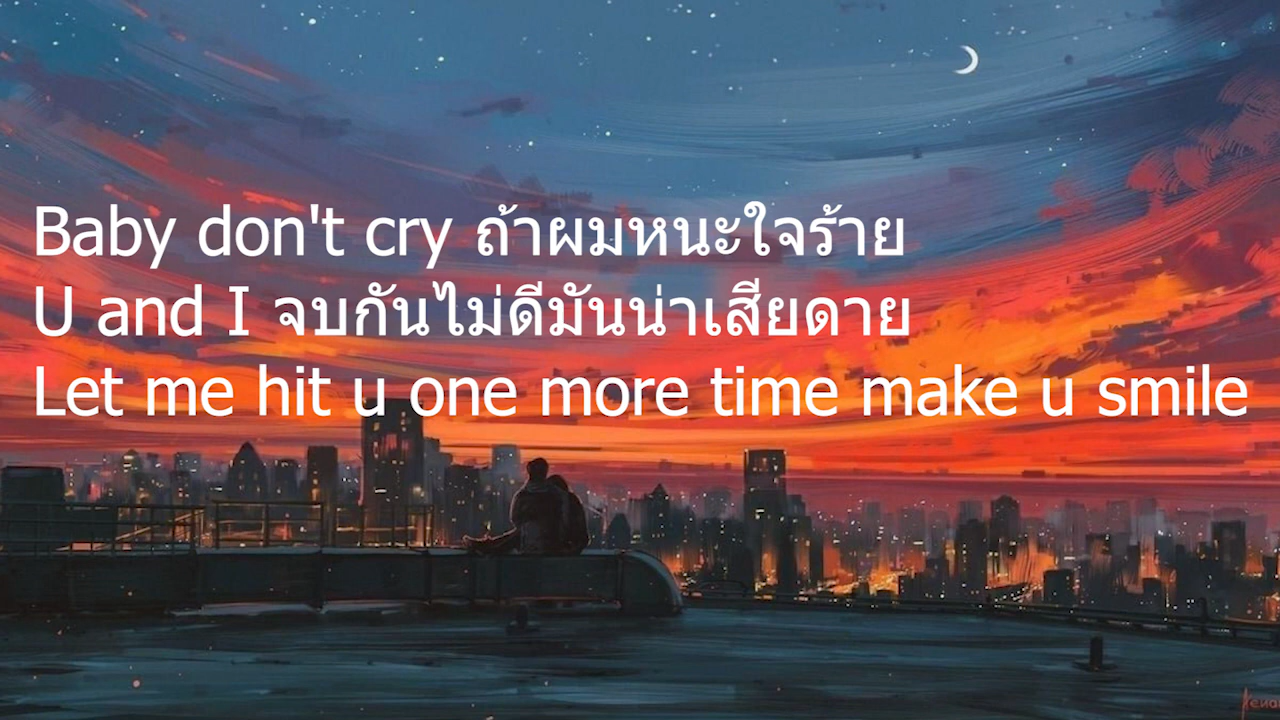 Baby don't cry ถ้าผมหนะใจร้าย
U and I จบกันไม่ดีมันน่าเสียดาย
Let me hit u one more time make u smile